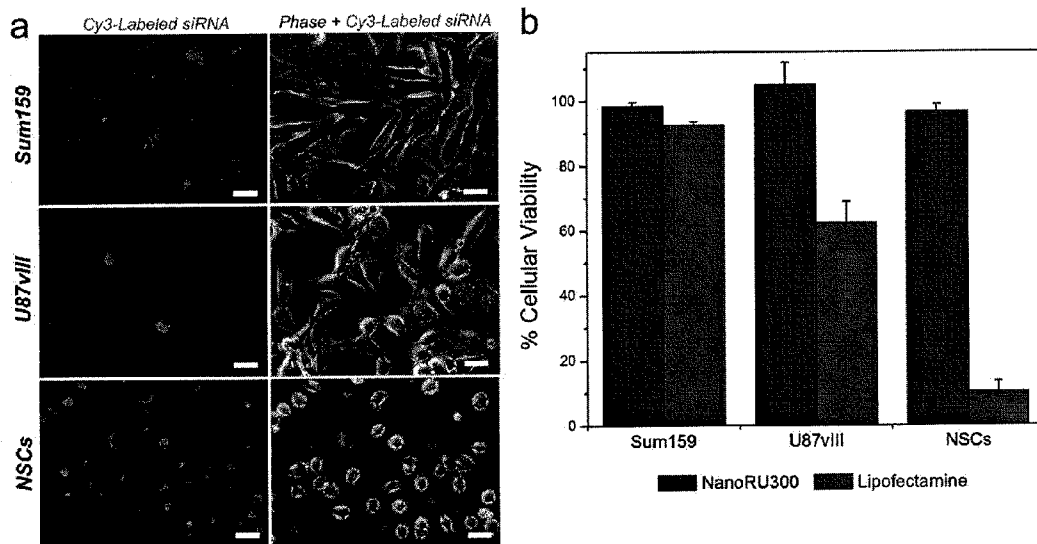 a
Cy3-Labeled siRNA
Phase + Cy3-Labeled siRNA
Sum159
U87vIII
NSCs
b
% Cellular Viability
100
80
60
40
20
0
Sum159
U87vIII
NSCs
NanoRU300
Lipofectamine